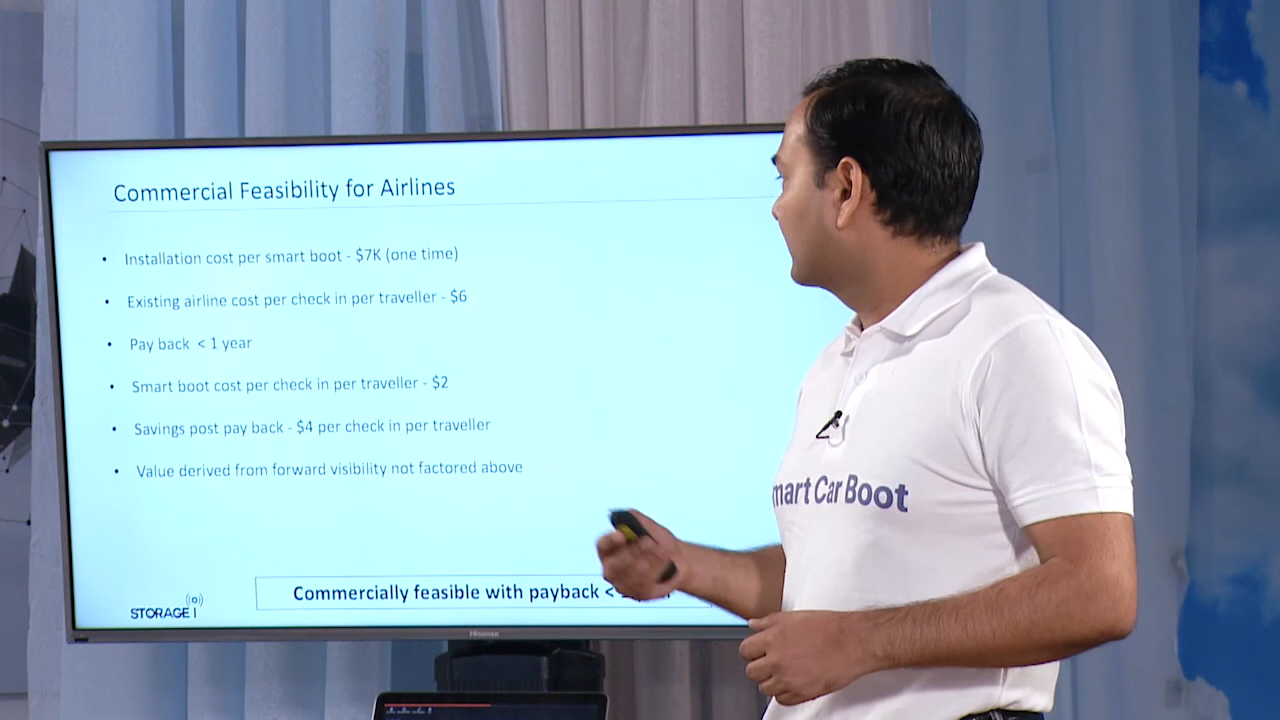 Commercial Feasibility for Airlines
• Installation cost per smart boot - $7K (one time)
• Existing airline cost per check in per traveller - $6
• Pay back < 1 year
• Smart boot cost per check in per traveller - $2
• Savings post pay back - $4 per check in per traveller
• Value derived from forward visibility not factored above
Commercially feasible with payback <
STORAGE I
mart Car Boot
Hisense